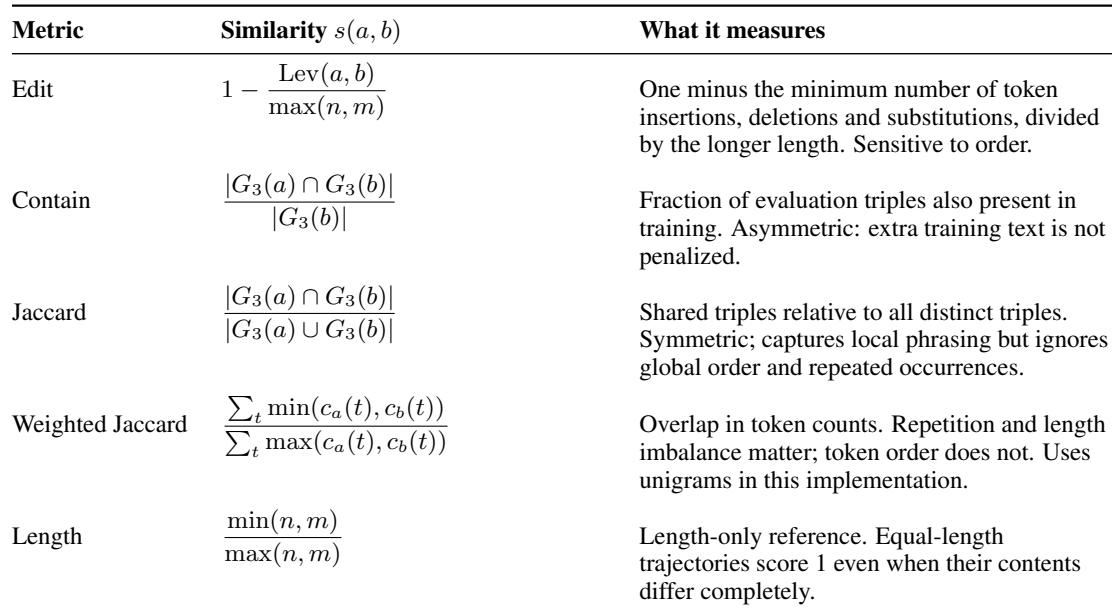 Metric Similarity s(a, b) What it measures
Edit 1 − Lev(a, b) / max(n, m) One minus the minimum number of token
insertions, deletions and substitutions, divided
by the longer length. Sensitive to order.
Contain |G₃(a) ∩ G₃(b)| / |G₃(b)| Fraction of evaluation triples also present in
training. Asymmetric: extra training text is not
penalized.
Jaccard |G₃(a) ∩ G₃(b)| / |G₃(a) ∪ G₃(b)| Shared triples relative to all distinct triples.
Symmetric; captures local phrasing but ignores
global order and repeated occurrences.
Weighted Jaccard ∑ₜ min(cₐ(t), c_b(t)) / ∑ₜ max(cₐ(t), c_b(t)) Overlap in token counts. Repetition and length
imbalance matter; token order does not. Uses
unigrams in this implementation.
Length min(n, m) / max(n, m) Length-only reference. Equal-length
trajectories score 1 even when their contents
differ completely.